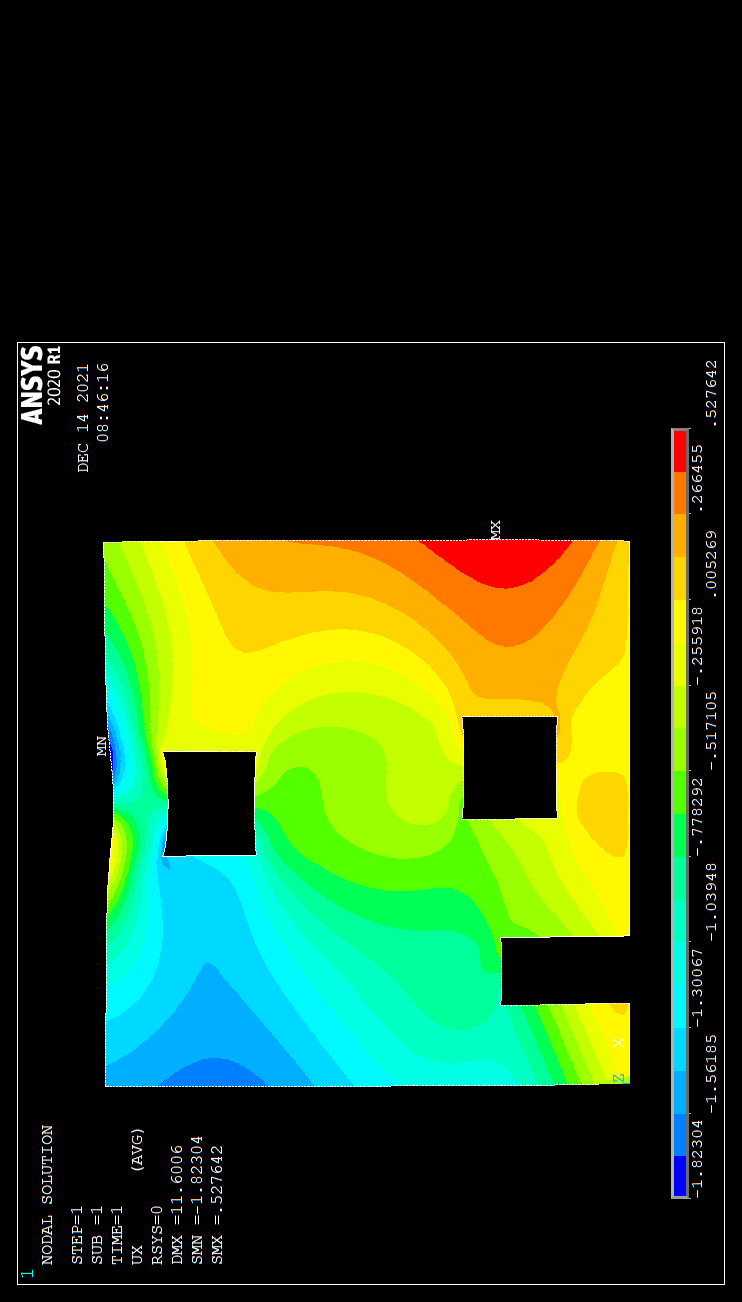 1
NODAL SOLUTION
STEP=1
SUB =1
TIME=1
UX (AVG)
RSYS=0
DMX =11.6006
SMN =-1.82304
SMX =.527642
ANSYS
2020 R1
DEC 14 2021
08:46:16
MN
MX
Z X
-1.82304
-1.56185
-1.30067
-1.03948
-.778292
-.517105
-.255918
.005269
.266455
.527642